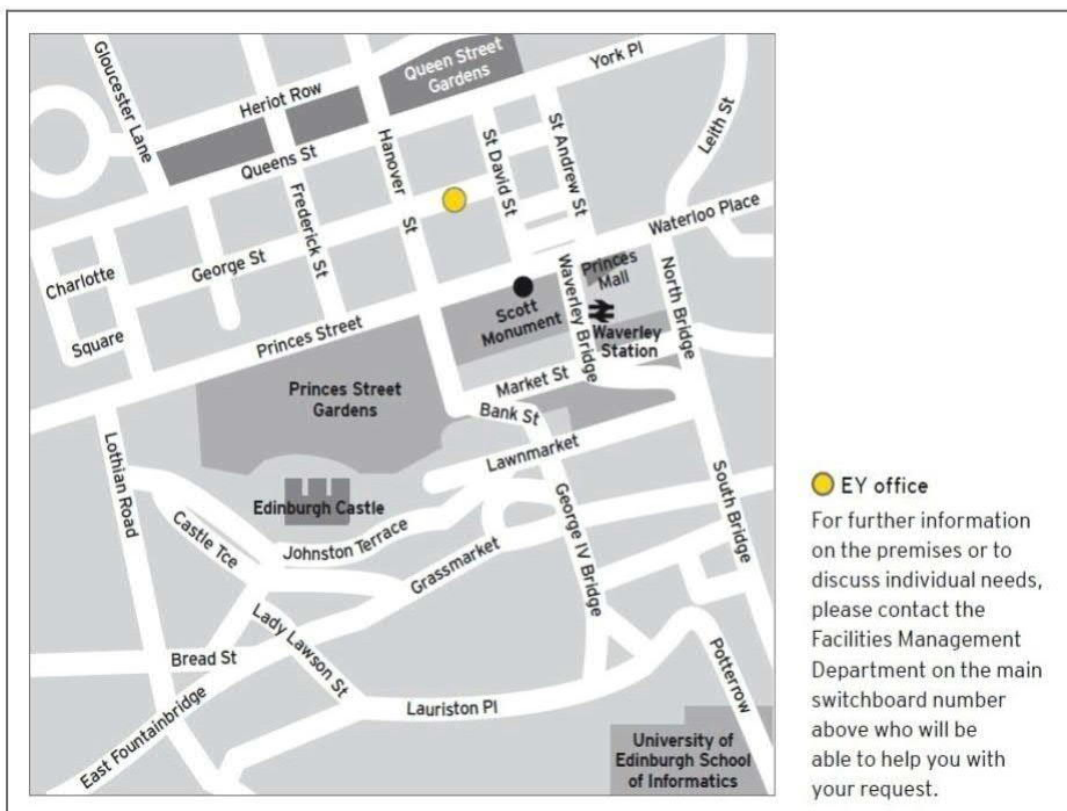 Gloucester Lane
Heriot Row
Queen Street
Gardens
York Pl
Leith St
Queens St
Hanover
St
St David St
St Andrew St
Frederick St
Waterloo Place
Charlotte
Square
George St
Princes Street
Scott
Monument
Princes
Mall
Waverley Bridge
North Bridge
Waverley
Station
Princes Street
Gardens
Market St
Bank St
Lawnmarket
Lothian Road
Edinburgh Castle
Castle Tce
Johnston Terrace
Grassmarket
George IV Bridge
South Bridge
Lady Lawson St
Bread St
East Fountainbridge
Lauriston Pl
Potterrow
University of
Edinburgh School
of Informatics
EY office
For further information
on the premises or to
discuss individual needs,
please contact the
Facilities Management
Department on the main
switchboard number
above who will be
able to help you with
your request.